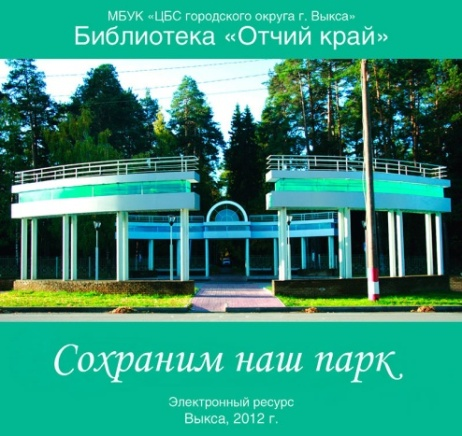 МБУК «ЦБС городского округа г. Выкса»
Библиотека «Отчий край»
Сохраним наш парк
Электронный ресурс
Выкса, 2012 г.